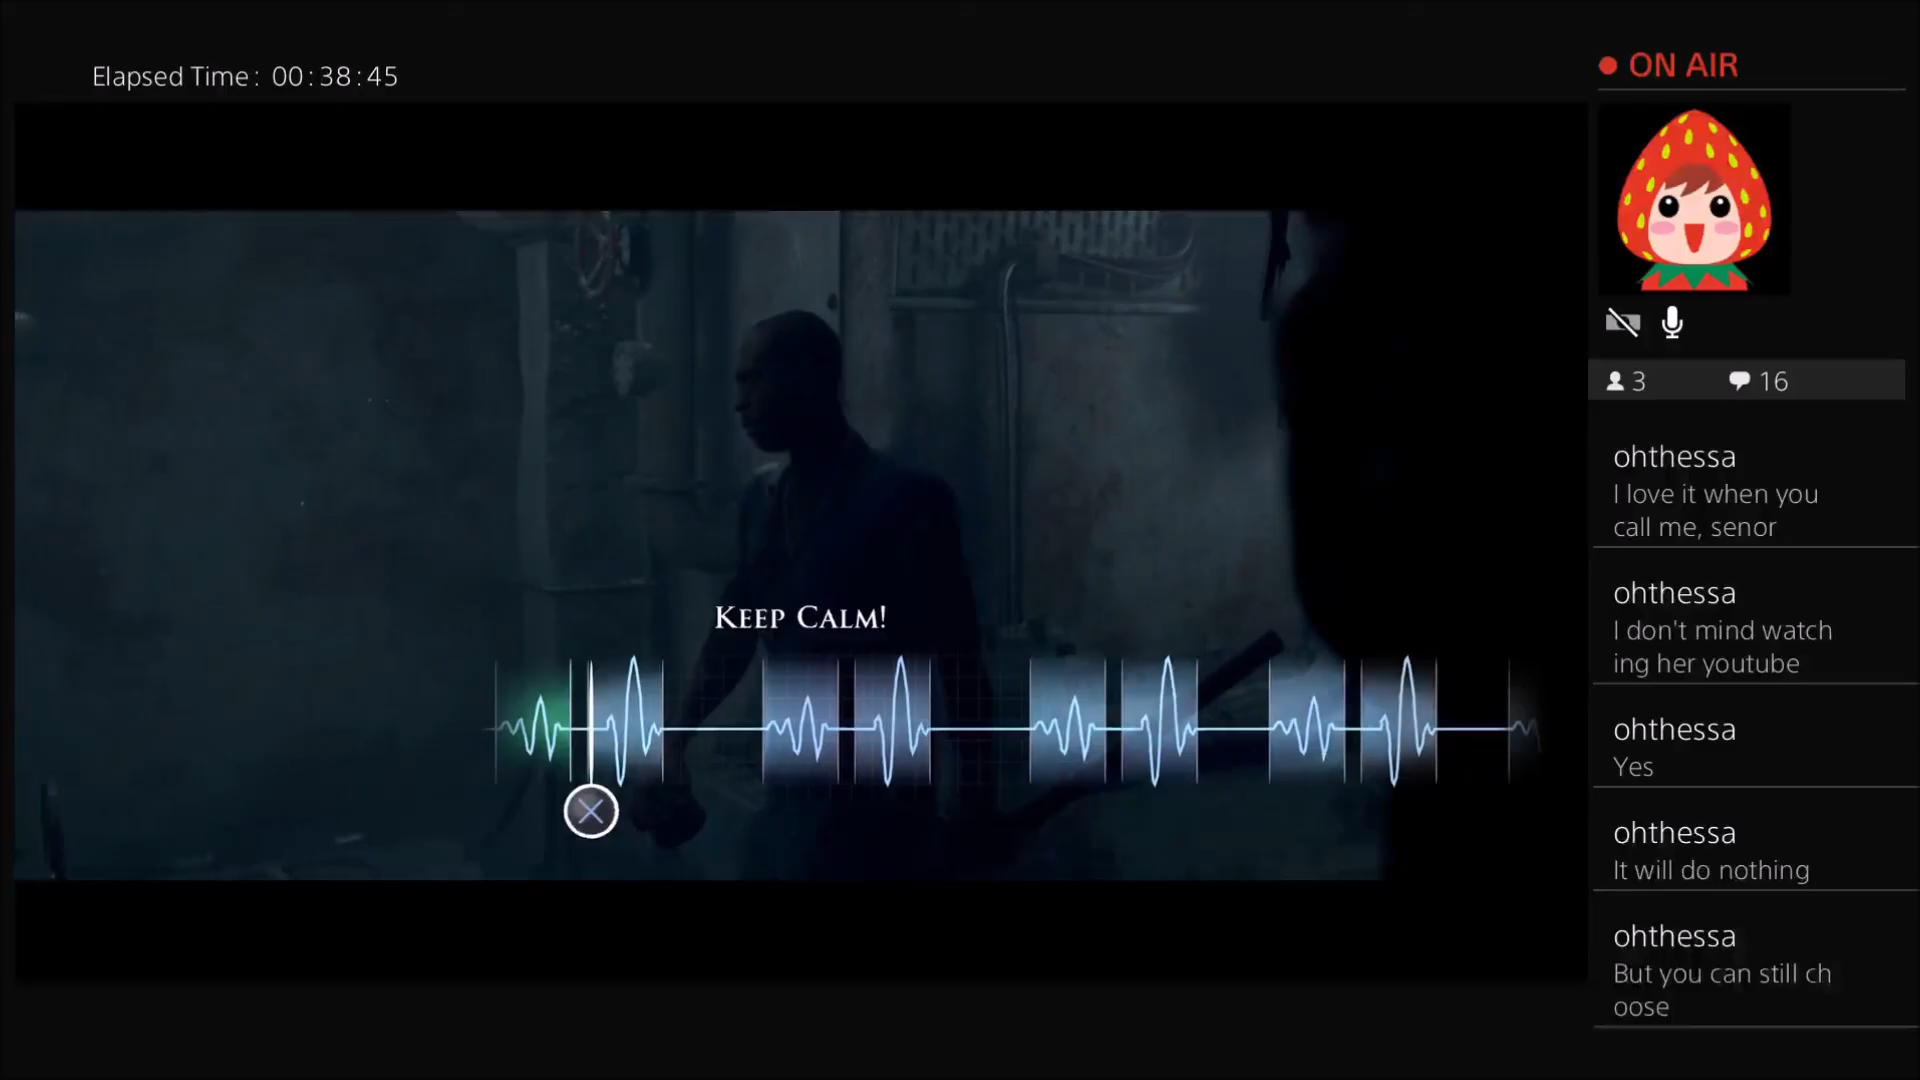 Elapsed Time: 00:38:45
ON AIR
3
16
ohthessa
I love it when you
call me, senor
ohthessa
I don't mind watch
ing her youtube
ohthessa
Yes
ohthessa
It will do nothing
ohthessa
But you can still ch
oose
KEEP CALM!